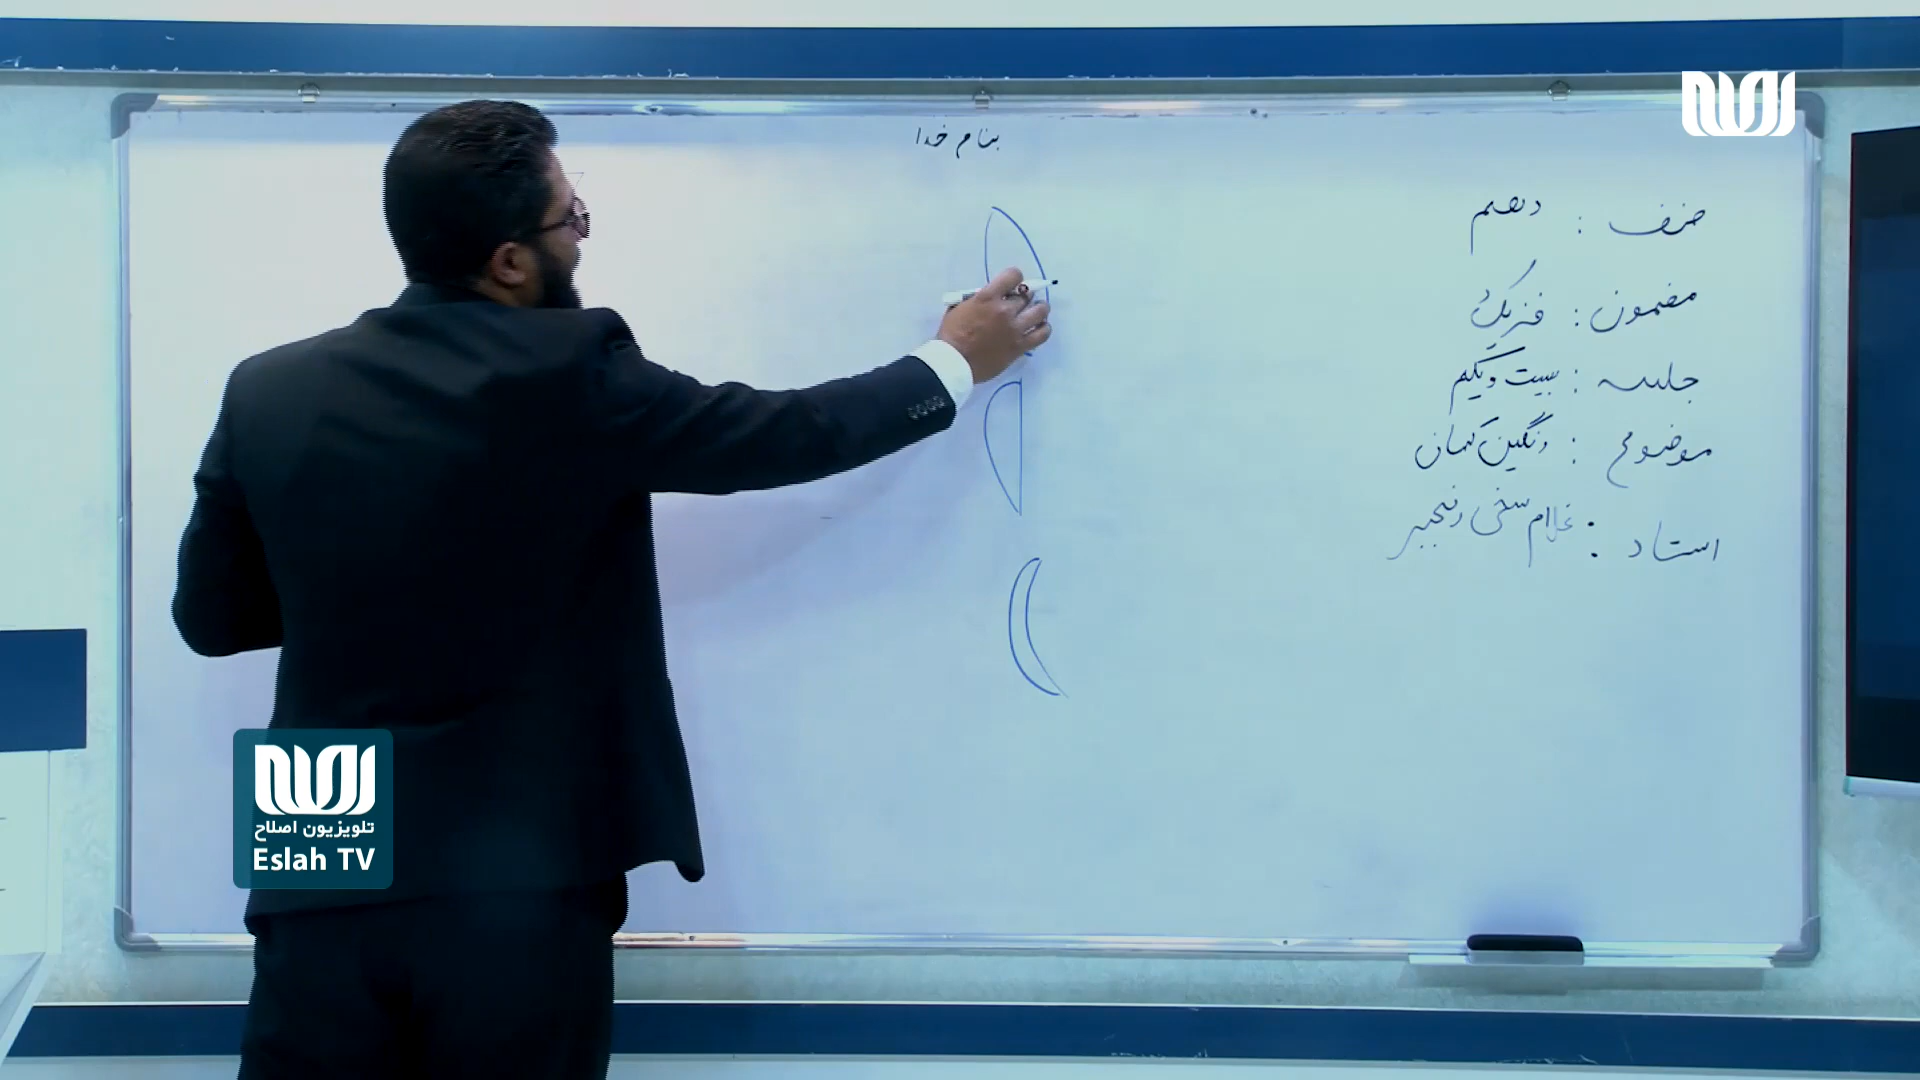 بنام خدا
صنف : دهم
مضمون : فزیک
جلسه : بیست ویکم
موضوع : رنگین کمان
استاد : غلام سخی رنجبر
تلویزیون اصلاح
Eslah TV